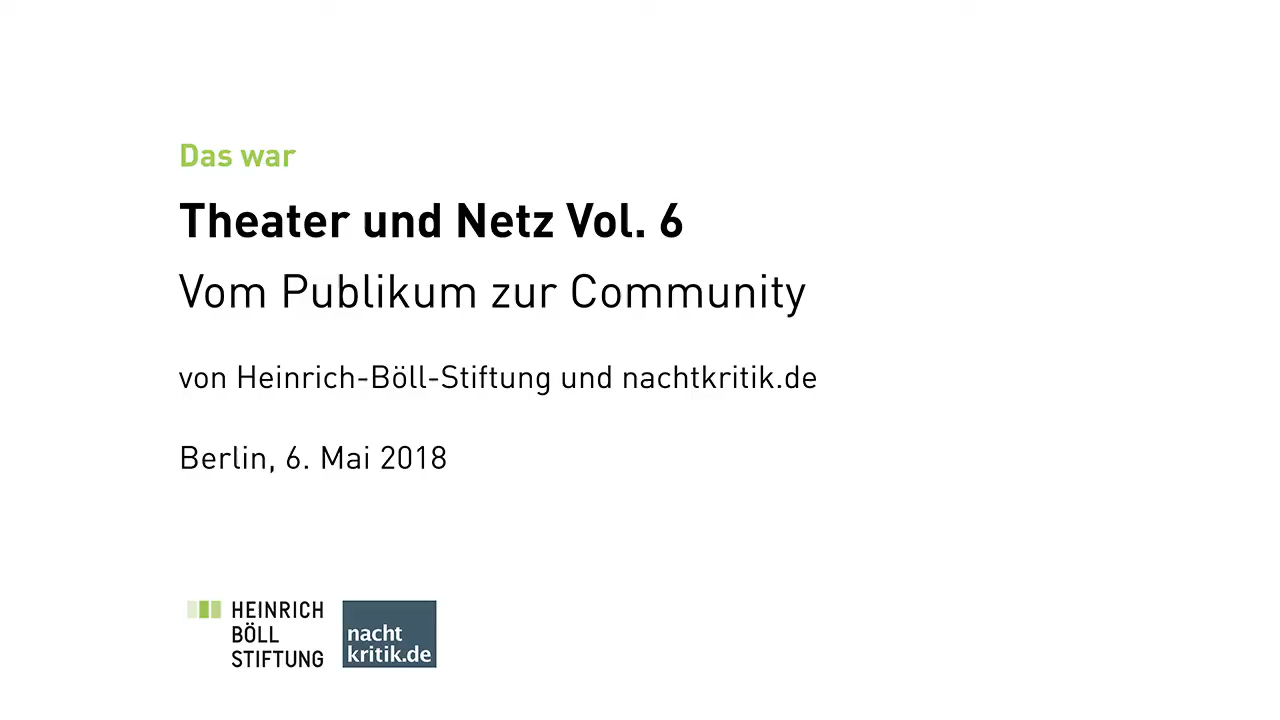 Das war
Theater und Netz Vol. 6
Vom Publikum zur Community
von Heinrich-Böll-Stiftung und nachtkritik.de
Berlin, 6. Mai 2018
HEINRICH
BÖLL
STIFTUNG
nacht
kritik.de